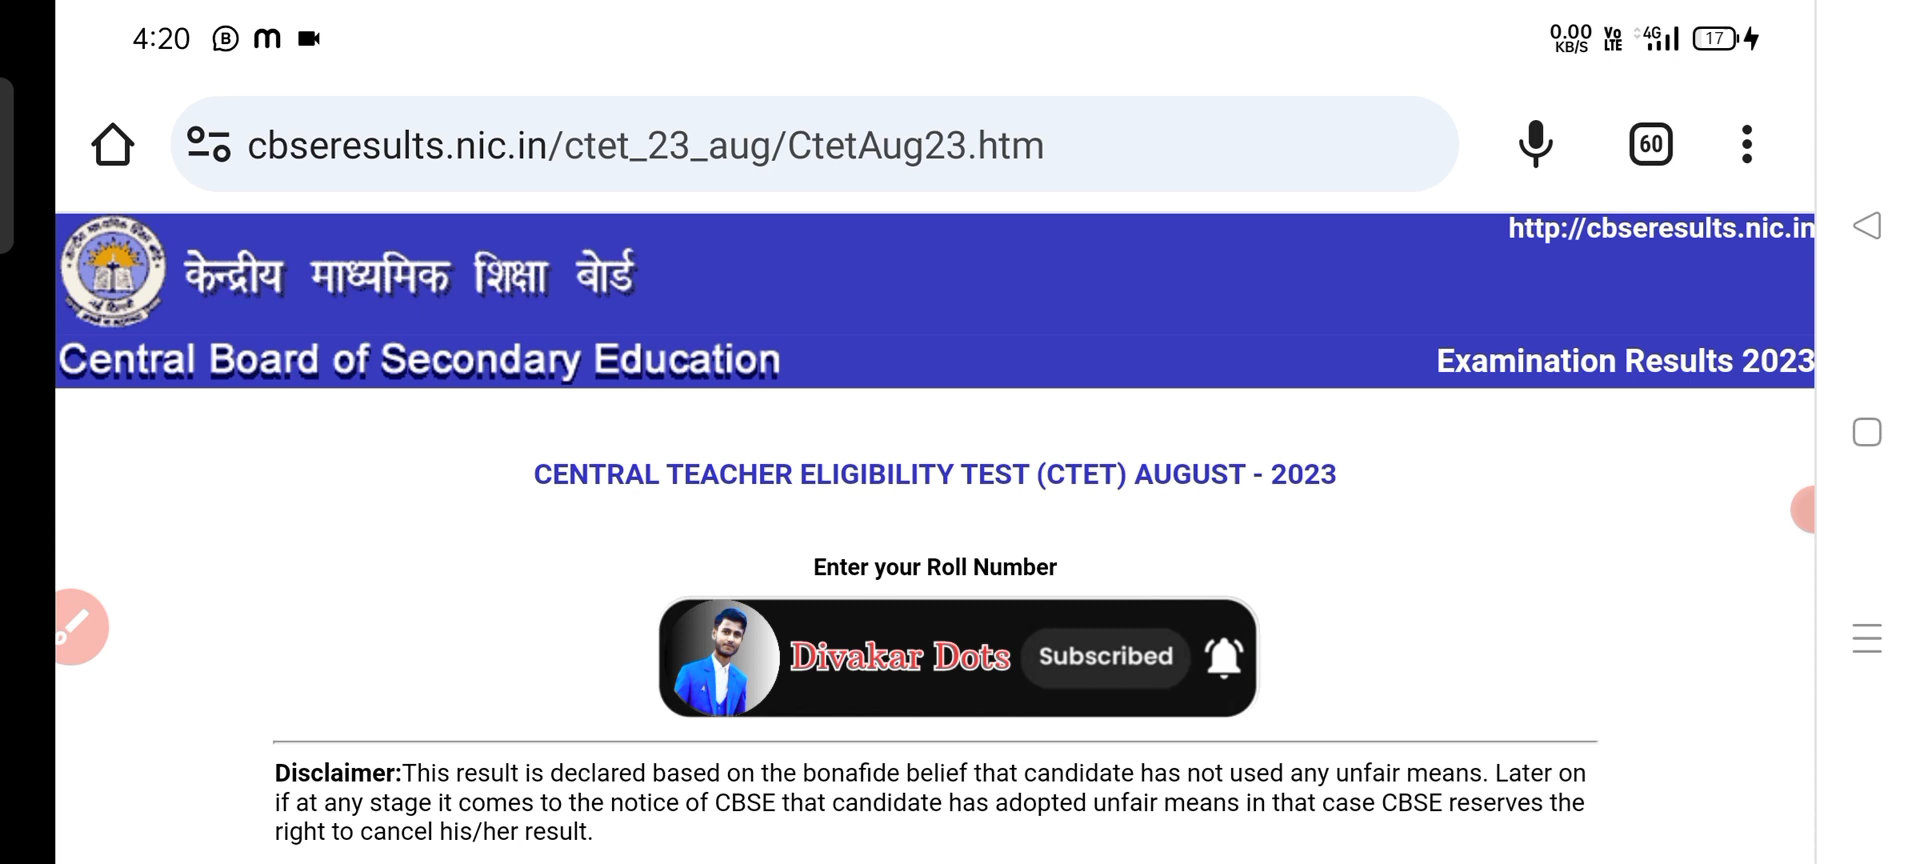 4:20
0.00 KB/S Vo LTE 4G 17
cbseresults.nic.in/ctet_23_aug/CtetAug23.htm
60
http://cbseresults.nic.in
केन्द्रीय माध्यमिक शिक्षा बोर्ड
Central Board of Secondary Education
Examination Results 2023
CENTRAL TEACHER ELIGIBILITY TEST (CTET) AUGUST - 2023
Enter your Roll Number
Divakar Dots Subscribed
Disclaimer:This result is declared based on the bonafide belief that candidate has not used any unfair means. Later on
if at any stage it comes to the notice of CBSE that candidate has adopted unfair means in that case CBSE reserves the
right to cancel his/her result.